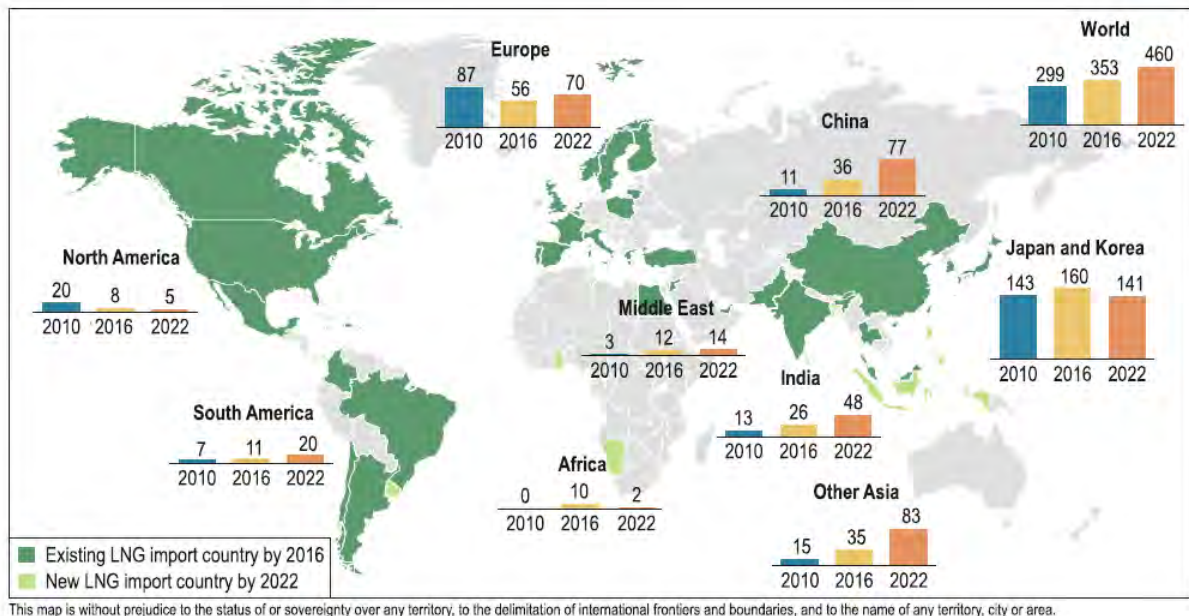 World
299 353 460
2010 2016 2022
Europe
87 56 70
2010 2016 2022
China
11 36 77
2010 2016 2022
North America
20 8 5
2010 2016 2022
Japan and Korea
143 160 141
2010 2016 2022
Middle East
3 12 14
2010 2016 2022
India
13 26 48
2010 2016 2022
South America
7 11 20
2010 2016 2022
Africa
0 10 2
2010 2016 2022
Other Asia
15 35 83
2010 2016 2022
Existing LNG import country by 2016
New LNG import country by 2022
This map is without prejudice to the status of or sovereignty over any territory, to the delimitation of international frontiers and boundaries, and to the name of any territory, city or area.